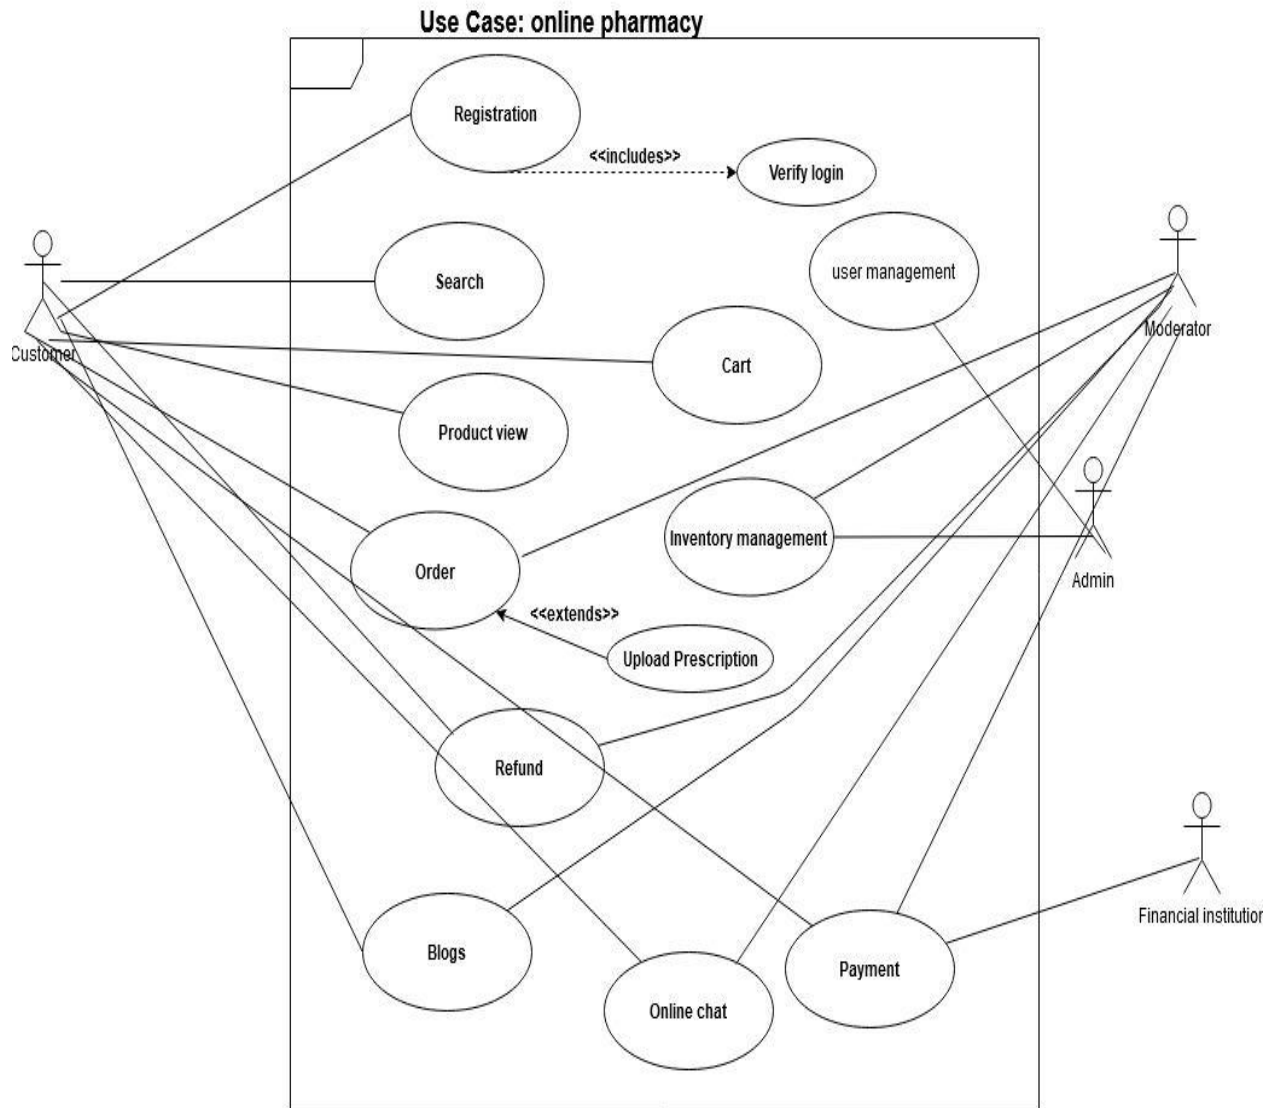 Use Case: online pharmacy
Registration
<<includes>>
Verify login
user management
Search
Moderator
Customer
Cart
Product view
Inventory management
Order
Admin
<<extends>>
Upload Prescription
Refund
Financial institution
Blogs
Payment
Online chat